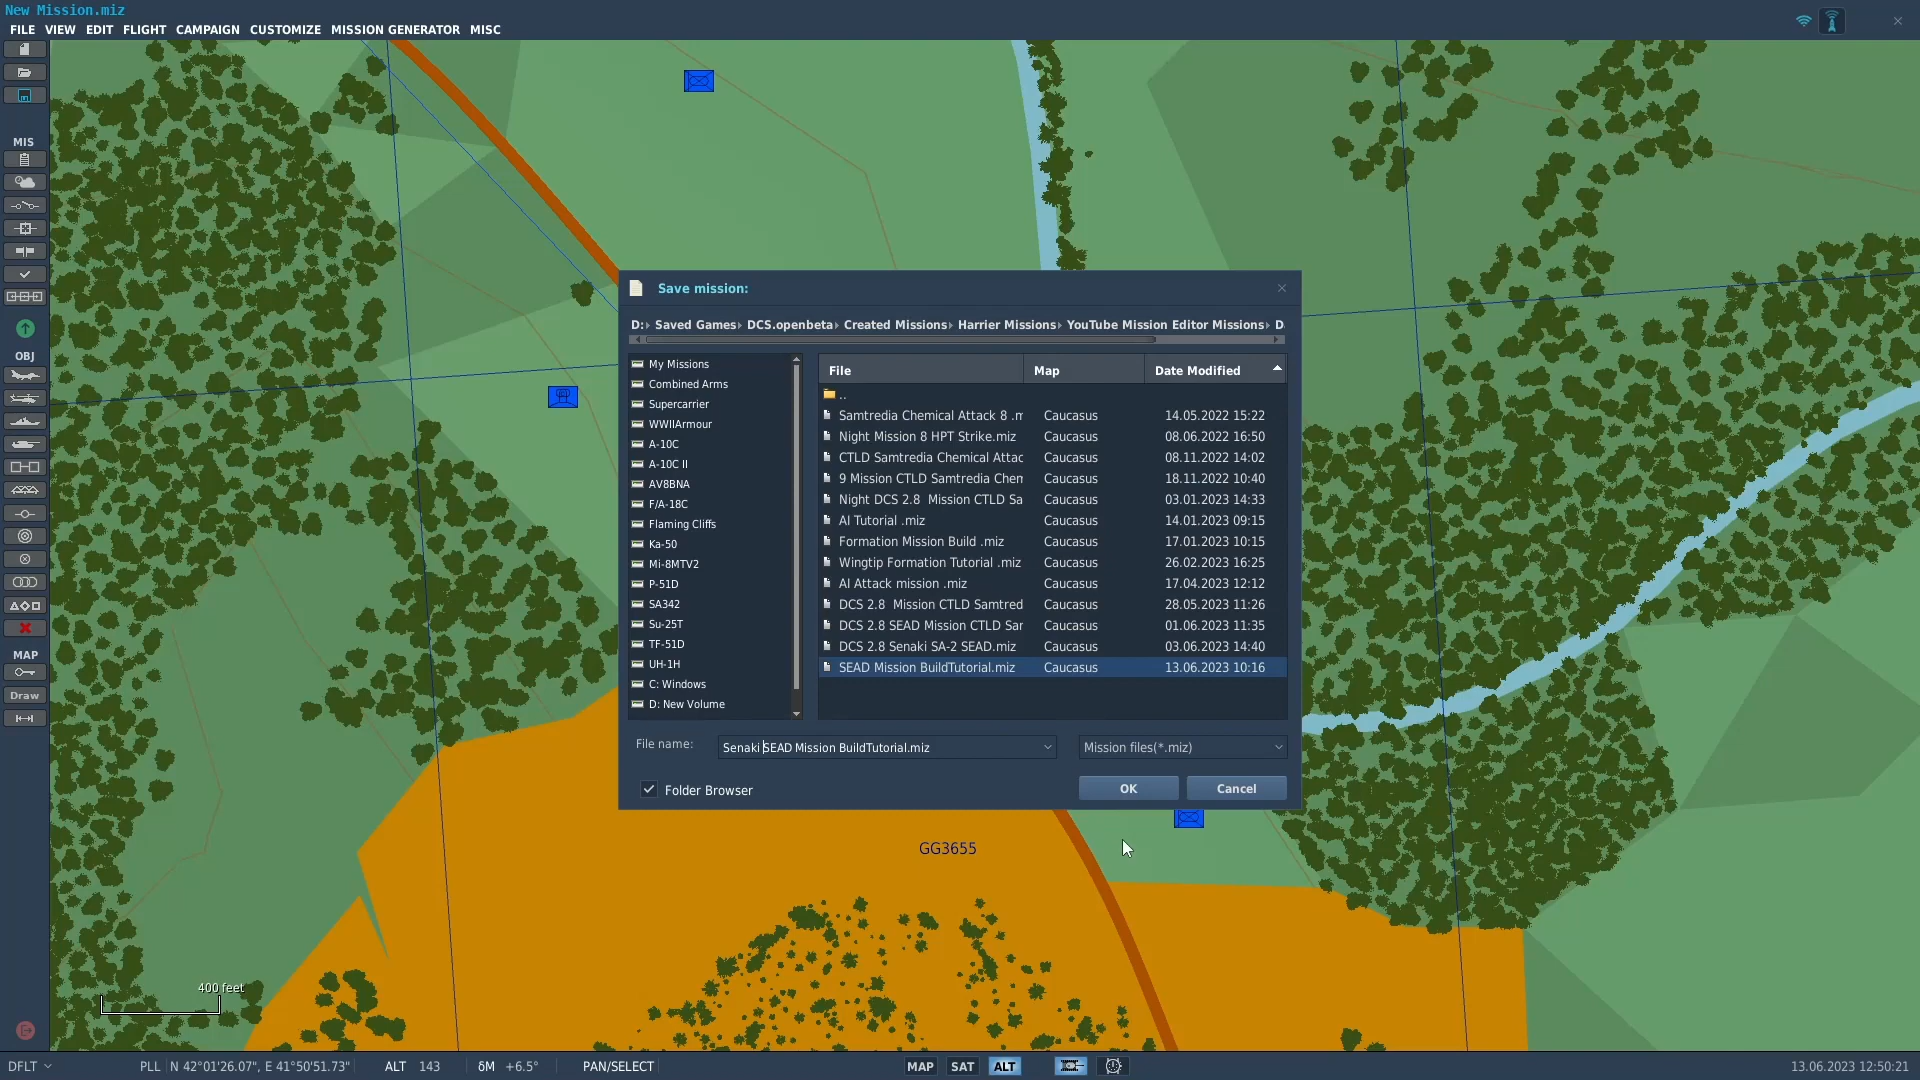 New Mission.miz
FILE VIEW EDIT FLIGHT CAMPAIGN CUSTOMIZE MISSION GENERATOR MISC
MIS
OBJ
MAP
Draw
Save mission:
D: Saved Games DCS.openbeta Created Missions Harrier Missions YouTube Mission Editor Missions D
My Missions
Combined Arms
Supercarrier
WWIIArmour
A-10C
A-10C II
AV8BNA
F/A-18C
Flaming Cliffs
Ka-50
Mi-8MTV2
P-51D
SA342
Su-25T
TF-51D
UH-1H
C: Windows
D: New Volume
File Map Date Modified
..
Samtredia Chemical Attack 8 .m Caucasus 14.05.2022 15:22
Night Mission 8 HPT Strike.miz Caucasus 08.06.2022 16:50
CTLD Samtredia Chemical Attac Caucasus 08.11.2022 14:02
9 Mission CTLD Samtredia Chem Caucasus 18.11.2022 10:40
Night DCS 2.8 Mission CTLD Sa Caucasus 03.01.2023 14:33
AI Tutorial .miz Caucasus 14.01.2023 09:15
Formation Mission Build .miz Caucasus 17.01.2023 10:15
Wingtip Formation Tutorial .miz Caucasus 26.02.2023 16:25
AI Attack mission .miz Caucasus 17.04.2023 12:12
DCS 2.8 Mission CTLD Samtred Caucasus 28.05.2023 11:26
DCS 2.8 SEAD Mission CTLD Sar Caucasus 01.06.2023 11:35
DCS 2.8 Senaki SA-2 SEAD.miz Caucasus 03.06.2023 14:40
SEAD Mission BuildTutorial.miz Caucasus 13.06.2023 10:16
File name: Senaki SEAD Mission BuildTutorial.miz Mission files(*.miz)
Folder Browser OK Cancel
GG3655
400 feet
DFLT PLL N 42°01'26.07", E 41°50'51.73" ALT 143 δM +6.5° PAN/SELECT MAP SAT ALT 13.06.2023 12:50:21